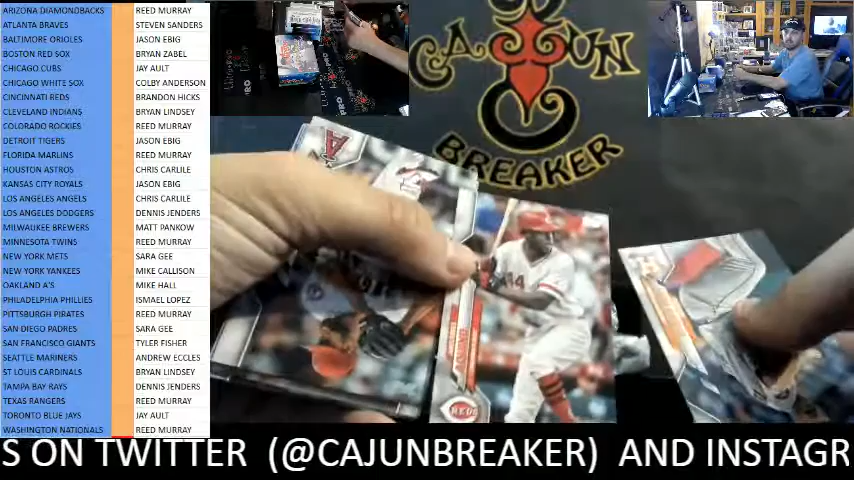 ARIZONA DIAMONDBACKS REED MURRAY
ATLANTA BRAVES STEVEN SANDERS
BALTIMORE ORIOLES JASON EBIG
BOSTON RED SOX BRYAN ZABEL
CHICAGO CUBS JAY AULT
CHICAGO WHITE SOX COLBY ANDERSON
CINCINNATI REDS BRANDON HICKS
CLEVELAND INDIANS BRYAN LINDSEY
COLORADO ROCKIES REED MURRAY
DETROIT TIGERS JASON EBIG
FLORIDA MARLINS REED MURRAY
HOUSTON ASTROS CHRIS CARLILE
KANSAS CITY ROYALS JASON EBIG
LOS ANGELES ANGELS CHRIS CARLILE
LOS ANGELES DODGERS DENNIS JENDERS
MILWAUKEE BREWERS MATT PANKOW
MINNESOTA TWINS REED MURRAY
NEW YORK METS SARA GEE
NEW YORK YANKEES MIKE CALLISON
OAKLAND A'S MIKE HALL
PHILADELPHIA PHILLIES ISMAEL LOPEZ
PITTSBURGH PIRATES REED MURRAY
SAN DIEGO PADRES SARA GEE
SAN FRANCISCO GIANTS TYLER FISHER
SEATTLE MARINERS ANDREW ECCLES
ST LOUIS CARDINALS BRYAN LINDSEY
TAMPA BAY RAYS DENNIS JENDERS
TEXAS RANGERS REED MURRAY
TORONTO BLUE JAYS JAY AULT
WASHINGTON NATIONALS REED MURRAY
CAJUN
BREAKER
REDS
S ON TWITTER (@CAJUNBREAKER) AND INSTAGR